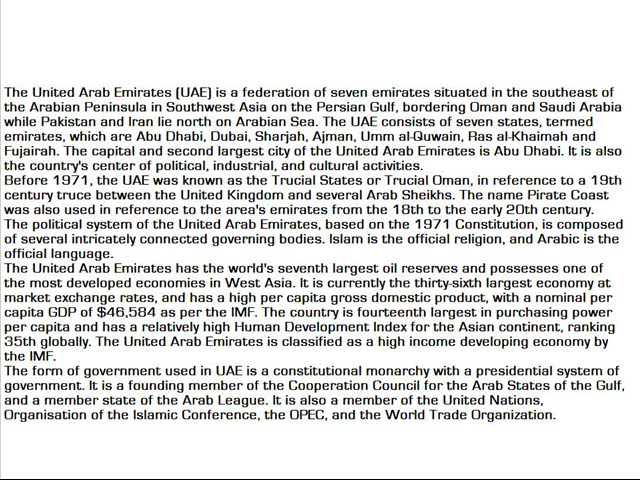 The United Arab Emirates (UAE) is a federation of seven emirates situated in the southeast of
the Arabian Peninsula in Southwest Asia on the Persian Gulf, bordering Oman and Saudi Arabia
while Pakistan and Iran lie north on Arabian Sea. The UAE consists of seven states, termed
emirates, which are Abu Dhabi, Dubai, Sharjah, Ajman, Umm al-Quwain, Ras al-Khaimah and
Fujairah. The capital and second largest city of the United Arab Emirates is Abu Dhabi. It is also
the country's center of political, industrial, and cultural activities.
Before 1971, the UAE was known as the Trucial States or Trucial Oman, in reference to a 19th
century truce between the United Kingdom and several Arab Sheikhs. The name Pirate Coast
was also used in reference to the area's emirates from the 18th to the early 20th century.
The political system of the United Arab Emirates, based on the 1971 Constitution, is composed
of several intricately connected governing bodies. Islam is the official religion, and Arabic is the
official language.
The United Arab Emirates has the world's seventh largest oil reserves and possesses one of
the most developed economies in West Asia. It is currently the thirty-sixth largest economy at
market exchange rates, and has a high per capita gross domestic product, with a nominal per
capita GDP of $46,584 as per the IMF. The country is fourteenth largest in purchasing power
per capita and has a relatively high Human Development Index for the Asian continent, ranking
35th globally. The United Arab Emirates is classified as a high income developing economy by
the IMF.
The form of government used in UAE is a constitutional monarchy with a presidential system of
government. It is a founding member of the Cooperation Council for the Arab States of the Gulf,
and a member state of the Arab League. It is also a member of the United Nations,
Organisation of the Islamic Conference, the OPEC, and the World Trade Organization.